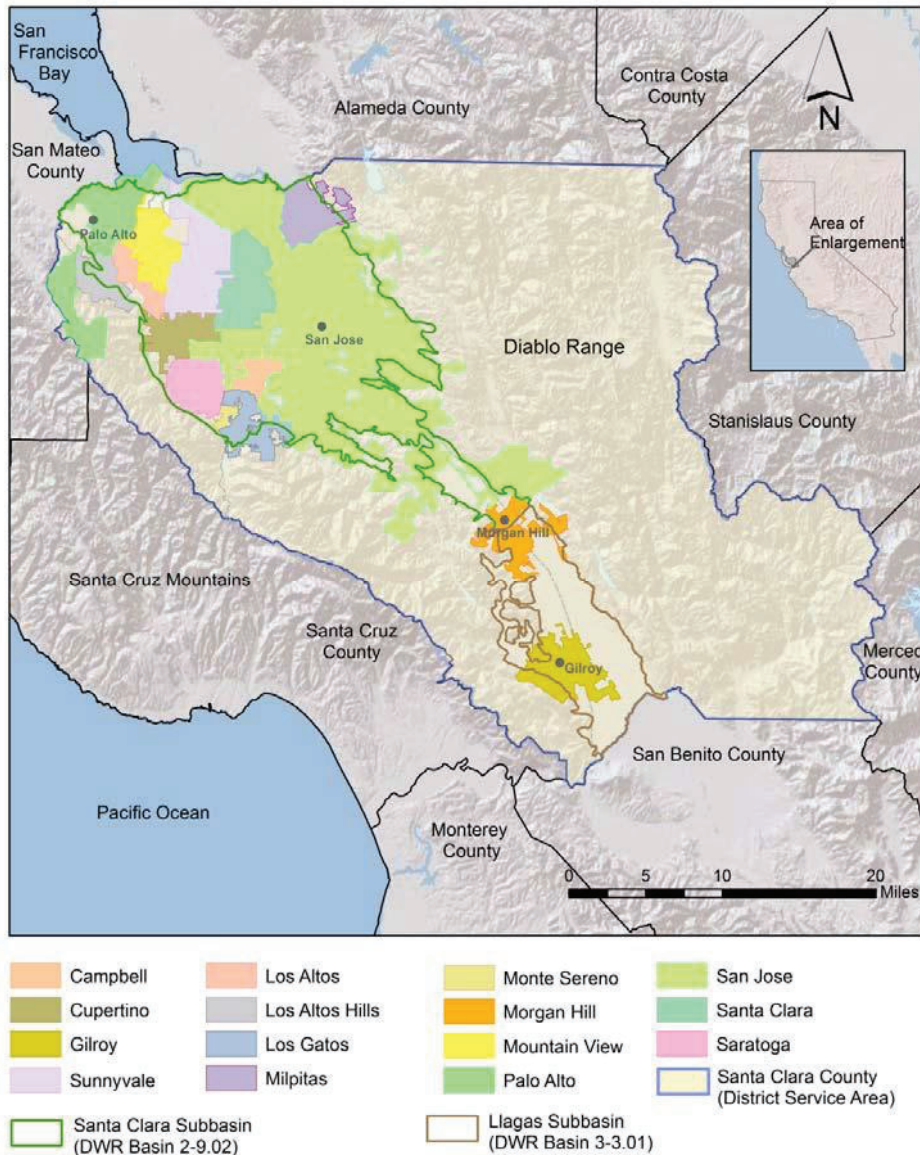 San
Francisco
Bay
Contra Costa
County
Alameda County
N
San Mateo
County
Area of
Enlargement
Palo Alto
San Jose
Diablo Range
Stanislaus County
Morgan Hill
Santa Cruz Mountains
Santa Cruz
County
Merced
County
Gilroy
San Benito County
Pacific Ocean
Monterey
County
0 5 10 20
Miles
Campbell
Los Altos
Monte Sereno
San Jose
Cupertino
Los Altos Hills
Morgan Hill
Santa Clara
Gilroy
Los Gatos
Mountain View
Saratoga
Sunnyvale
Milpitas
Palo Alto
Santa Clara County
(District Service Area)
Santa Clara Subbasin
(DWR Basin 2-9.02)
Llagas Subbasin
(DWR Basin 3-3.01)